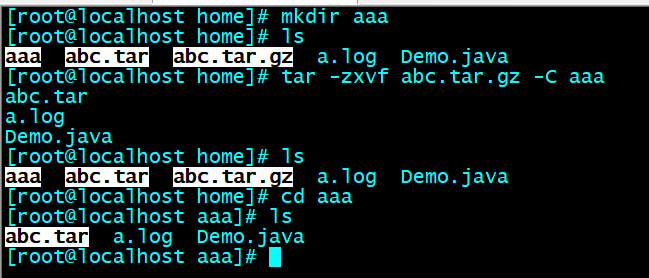 [root@localhost home]# mkdir aaa
[root@localhost home]# ls
aaa  abc.tar  abc.tar.gz  a.log  Demo.java
[root@localhost home]# tar -zxvf abc.tar.gz -C aaa
abc.tar
a.log
Demo.java
[root@localhost home]# ls
aaa  abc.tar  abc.tar.gz  a.log  Demo.java
[root@localhost home]# cd aaa
[root@localhost aaa]# ls
abc.tar  a.log  Demo.java
[root@localhost aaa]#